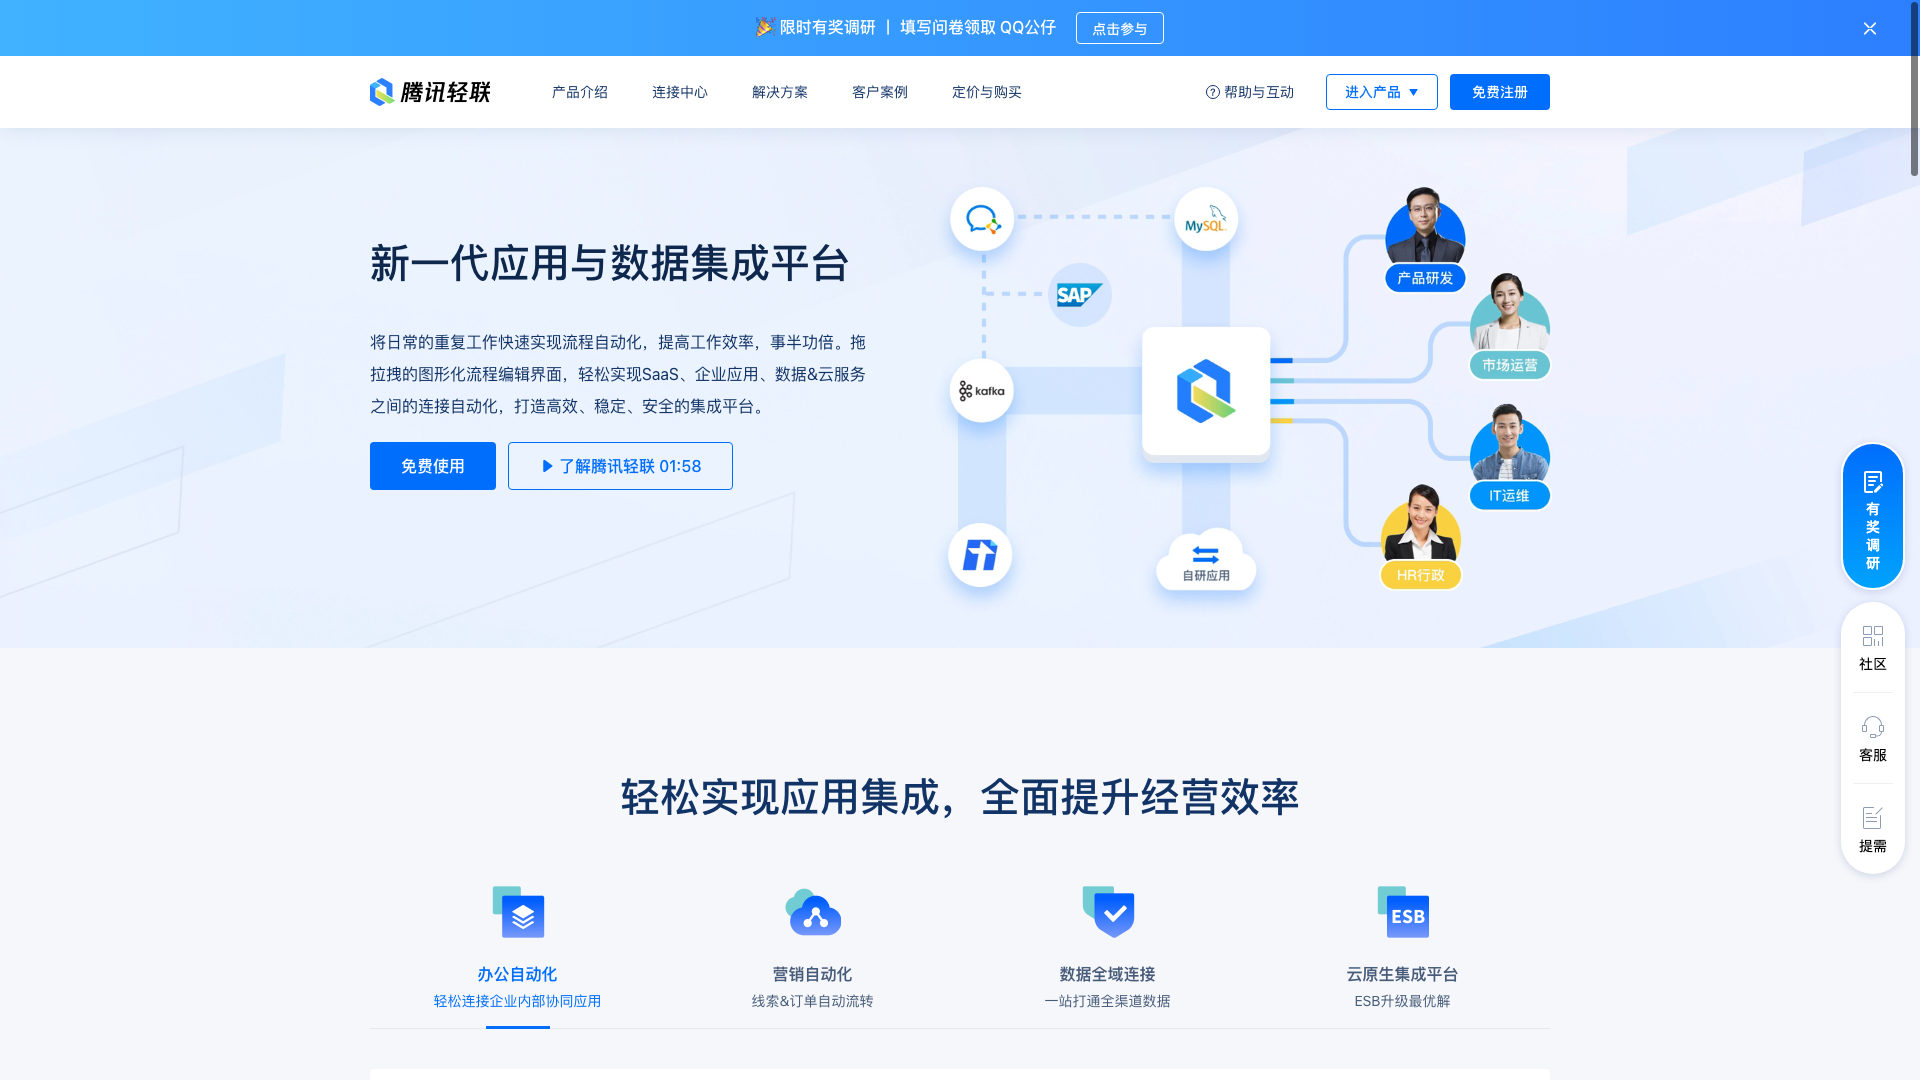 限时有奖调研 | 填写问卷领取 QQ公仔
点击参与
腾讯轻联
产品介绍
连接中心
解决方案
客户案例
定价与购买
帮助与互动
进入产品
免费注册
新一代应用与数据集成平台
将日常的重复工作快速实现流程自动化，提高工作效率，事半功倍。拖
拉拽的图形化流程编辑界面，轻松实现SaaS、企业应用、数据&云服务
之间的连接自动化，打造高效、稳定、安全的集成平台。
免费使用
了解腾讯轻联 01:58
MySQL
SAP
kafka
自研应用
产品研发
市场运营
IT运维
HR行政
有
奖
调
研
社区
客服
提需
轻松实现应用集成，全面提升经营效率
办公自动化
轻松连接企业内部协同应用
营销自动化
线索&订单自动流转
数据全域连接
一站打通全渠道数据
ESB
云原生集成平台
ESB升级最优解